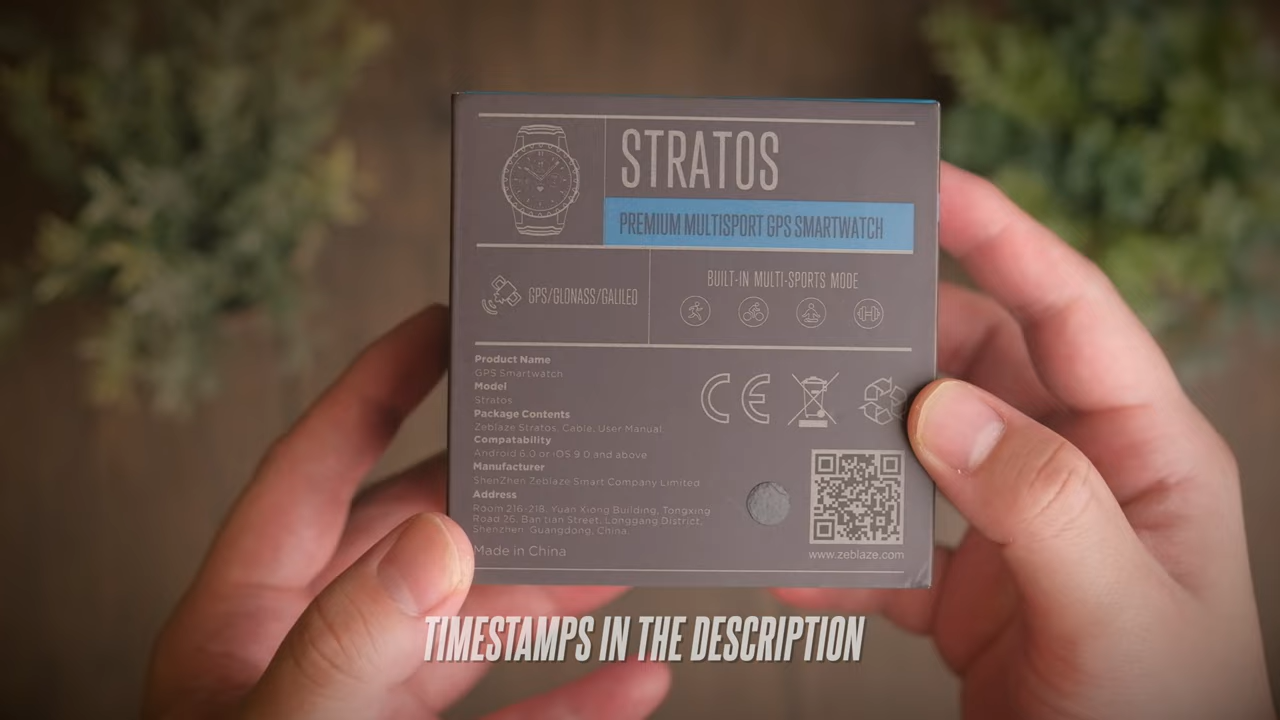 STRATOS
PREMIUM MULTISPORT GPS SMARTWATCH
GPS/GLONASS/GALILEO
BUILT-IN MULTI-SPORTS MODE
Product Name
GPS Smartwatch
Model
Stratos
Package Contents
Zeblaze Stratos, Cable, User Manual
Compatability
Android 6.0 or iOS 9.0 and above
Manufacturer
ShenZhen Zeblaze Smart Company Limited
Address
Room 216-218, Yuan Xiong Building, Tongxing
Road 26, Ban tian Street, Longgang District,
Shenzhen, Guangdong, China.
Made in China
CE
www.zeblaze.com
TIMESTAMPS IN THE DESCRIPTION